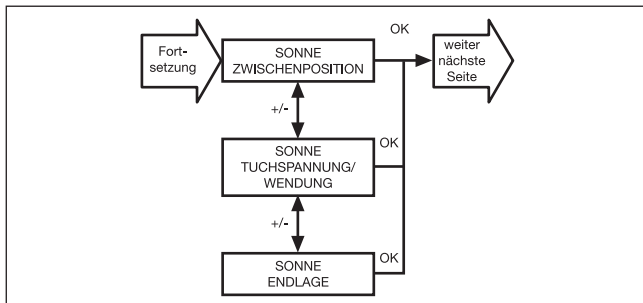 Fort-
setzung
SONNE
ZWISCHENPOSITION
OK
weiter
nächste
Seite
+/-
SONNE
TUCHSPANNUNG/
WENDUNG
OK
+/-
SONNE
ENDLAGE
OK